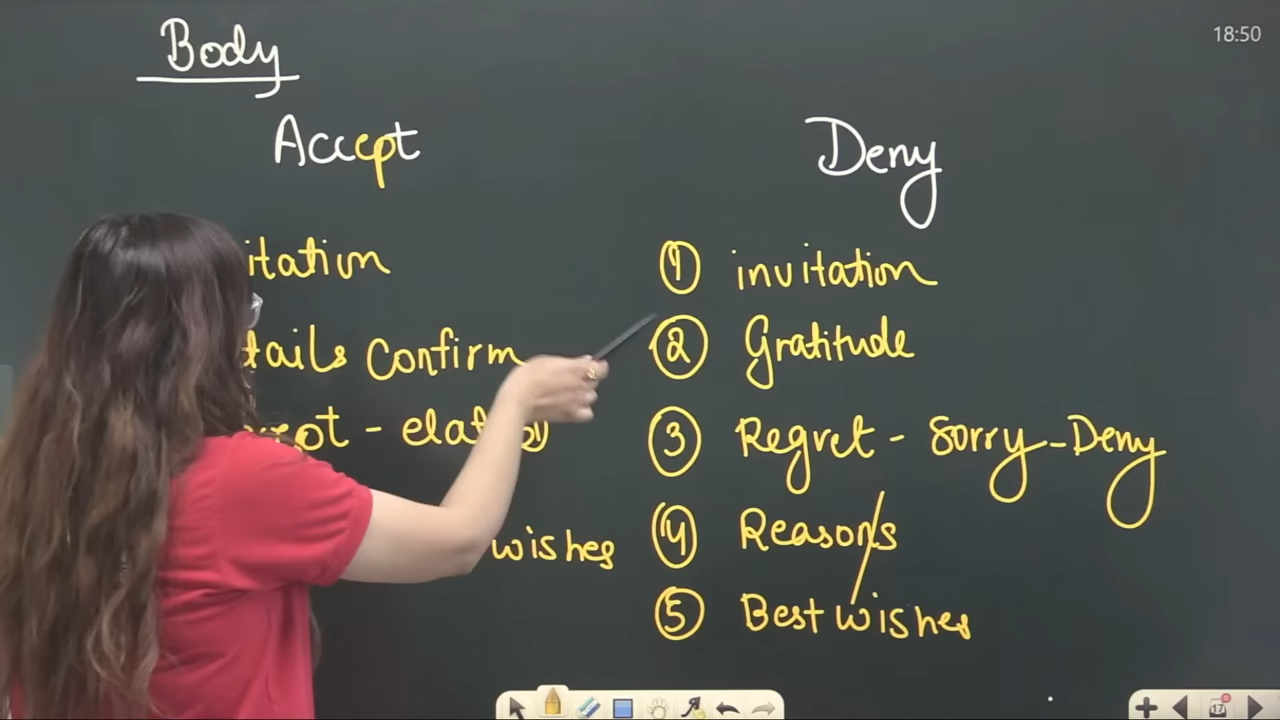 18:50
Body
Accept
Deny
itation
① invitation
tails Confirm
② Gratitude
③ Regret - Sorry - Deny
wishes
④ Reasons
⑤ Best wishes
17